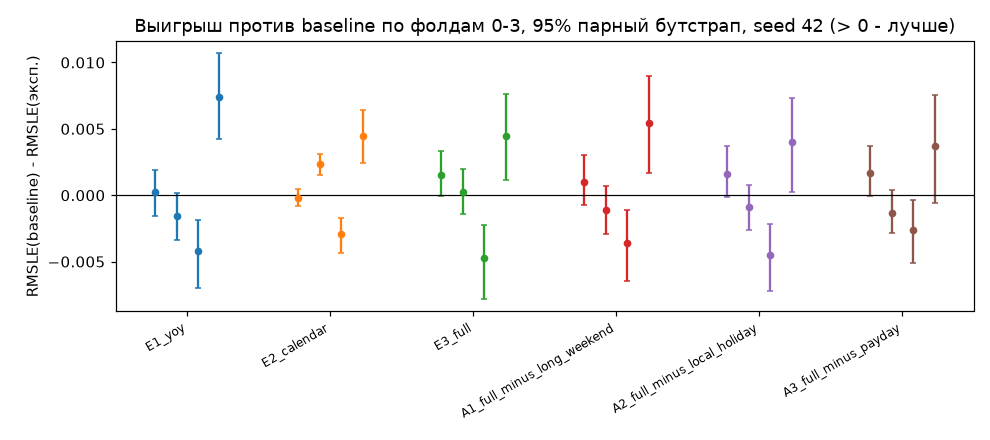 Выигрыш против baseline по фолдам 0-3, 95% парный бутстрап, seed 42 (> 0 - лучше)
RMSLE(baseline) - RMSLE(эксп.)
0.010
0.005
0.000
−0.005
E1_yoy
E2_calendar
E3_full
A1_full_minus_long_weekend
A2_full_minus_local_holiday
A3_full_minus_payday